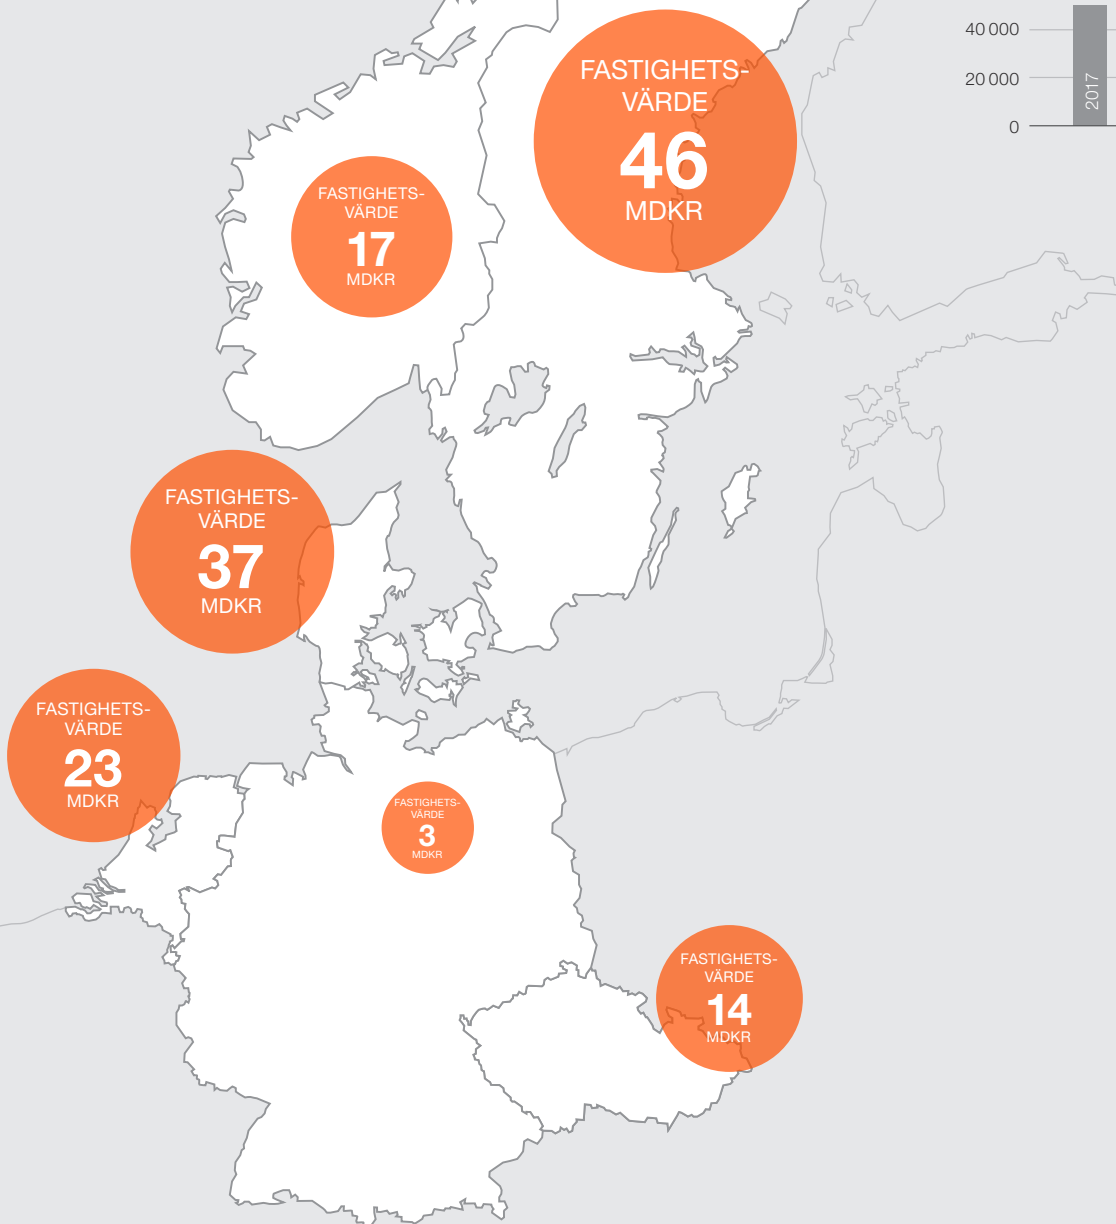 40 000
20 000
0
2017
FASTIGHETS-
VÄRDE
46
MDKR
FASTIGHETS-
VÄRDE
17
MDKR
FASTIGHETS-
VÄRDE
37
MDKR
FASTIGHETS-
VÄRDE
23
MDKR
FASTIGHETS-
VÄRDE
3
MDKR
FASTIGHETS-
VÄRDE
14
MDKR